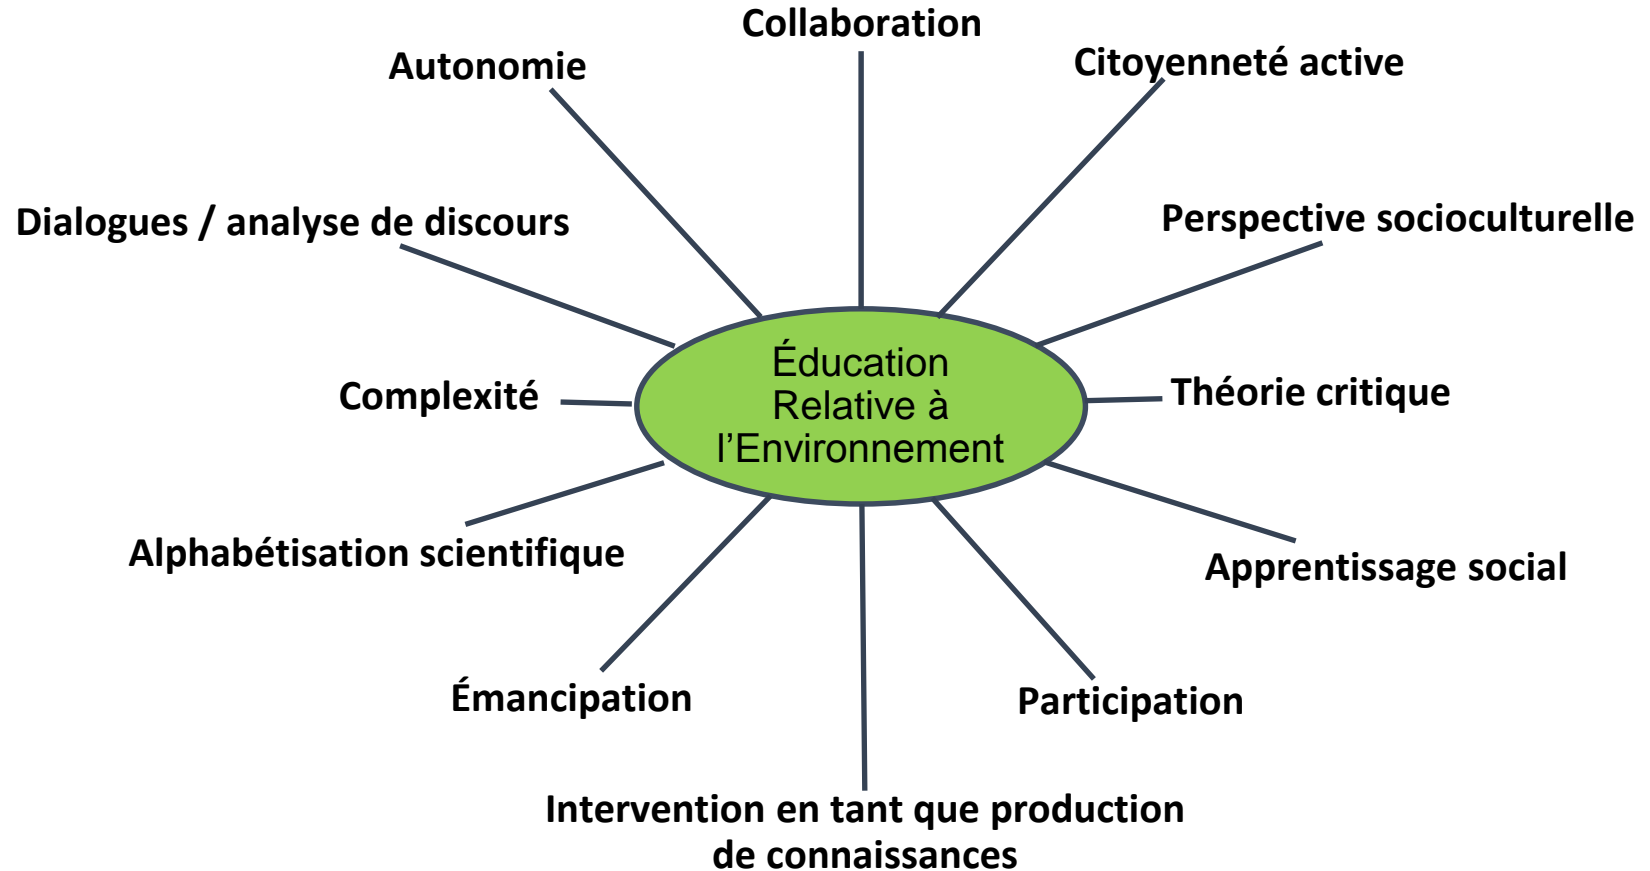 Collaboration
Autonomie
Citoyenneté active
Dialogues / analyse de discours
Perspective socioculturelle
Éducation
Relative à
l’Environnement
Complexité
Théorie critique
Alphabétisation scientifique
Apprentissage social
Émancipation
Participation
Intervention en tant que production
de connaissances